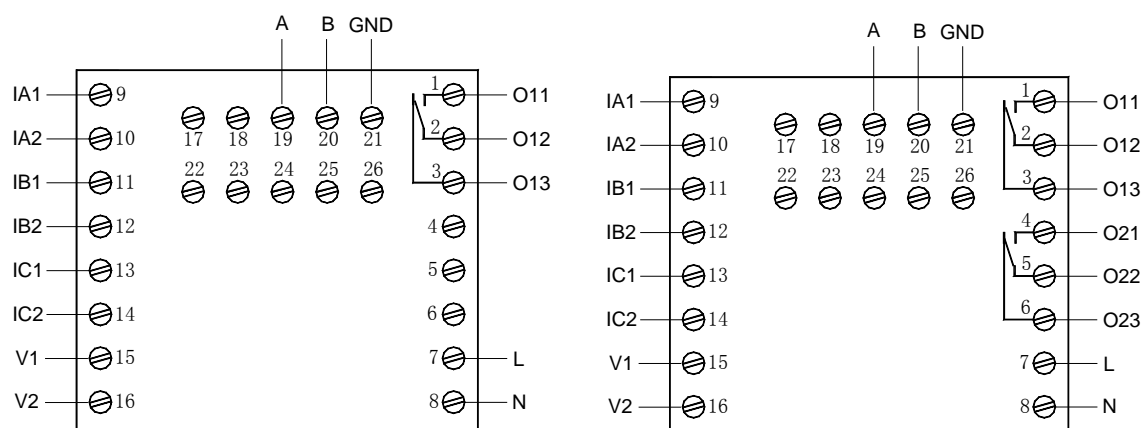 A B GND
IA1 9 1 O11
IA2 10 17 18 19 20 21 2 O12
IB1 11 22 23 24 25 26 3 O13
IB2 12 4
IC1 13 5
IC2 14 6
V1 15 7 L
V2 16 8 N
A B GND
IA1 9 1 O11
IA2 10 17 18 19 20 21 2 O12
IB1 11 22 23 24 25 26 3 O13
IB2 12 4 O21
IC1 13 5 O22
IC2 14 6 O23
V1 15 7 L
V2 16 8 N